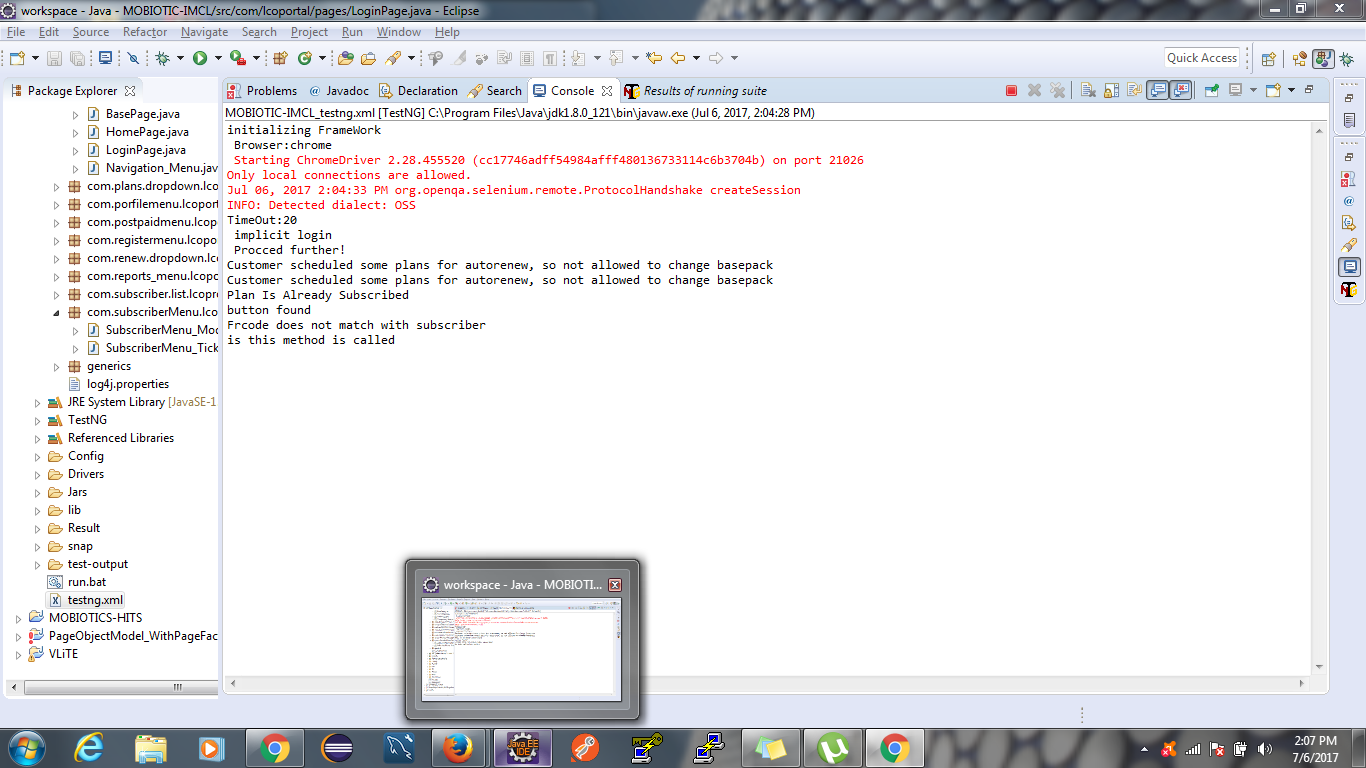 workspace - Java - MOBIOTIC-IMCL/src/com/lcoportal/pages/LoginPage.java - Eclipse
File Edit Source Refactor Navigate Search Project Run Window Help
Quick Access
Package Explorer
Problems @ Javadoc Declaration Search Console Results of running suite
MOBIOTIC-IMCL_testng.xml [TestNG] C:\Program Files\Java\jdk1.8.0_121\bin\javaw.exe (Jul 6, 2017, 2:04:28 PM)
BasePage.java
HomePage.java
LoginPage.java
Navigation_Menu.jav
com.plans.dropdown.lco
com.porfilemenu.lcoport
com.postpaidmenu.lcop
com.registermenu.lcopo
com.renew.dropdown.lc
com.reports_menu.lcopc
com.subscriber.list.lcopr
com.subscriberMenu.lco
SubscriberMenu_Moc
SubscriberMenu_Tick
generics
log4j.properties
JRE System Library [JavaSE-1
TestNG
Referenced Libraries
Config
Drivers
Jars
lib
Result
snap
test-output
run.bat
testng.xml
MOBIOTICS-HITS
PageObjectModel_WithPageFac
VLiTE
initializing FrameWork
Browser:chrome
Starting ChromeDriver 2.28.455520 (cc17746adff54984afff480136733114c6b3704b) on port 21026
Only local connections are allowed.
Jul 06, 2017 2:04:33 PM org.openqa.selenium.remote.ProtocolHandshake createSession
INFO: Detected dialect: OSS
TimeOut:20
implicit login
Procced further!
Customer scheduled some plans for autorenew, so not allowed to change basepack
Customer scheduled some plans for autorenew, so not allowed to change basepack
Plan Is Already Subscribed
button found
Frcode does not match with subscriber
is this method is called
workspace - Java - MOBIOTI...
Java EE
IDE
2:07 PM
7/6/2017